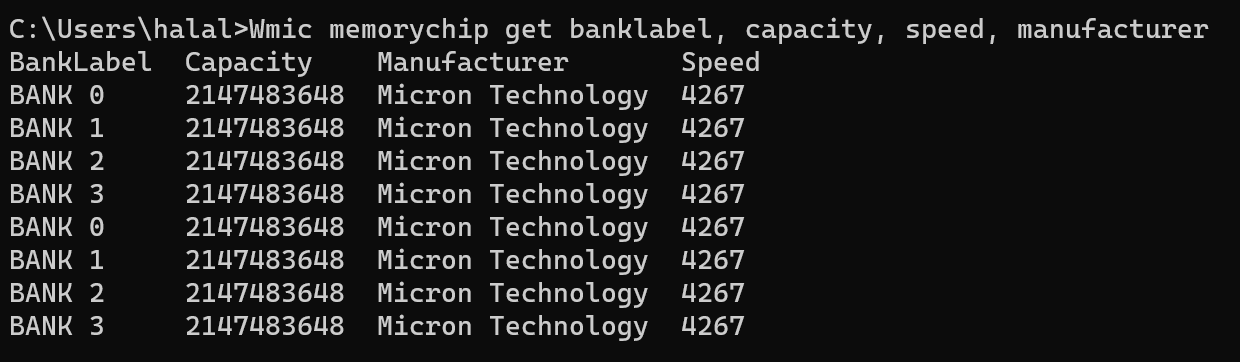 C:\Users\halal>Wmic memorychip get banklabel, capacity, speed, manufacturer
BankLabel  Capacity    Manufacturer       Speed
BANK 0     2147483648  Micron Technology  4267
BANK 1     2147483648  Micron Technology  4267
BANK 2     2147483648  Micron Technology  4267
BANK 3     2147483648  Micron Technology  4267
BANK 0     2147483648  Micron Technology  4267
BANK 1     2147483648  Micron Technology  4267
BANK 2     2147483648  Micron Technology  4267
BANK 3     2147483648  Micron Technology  4267